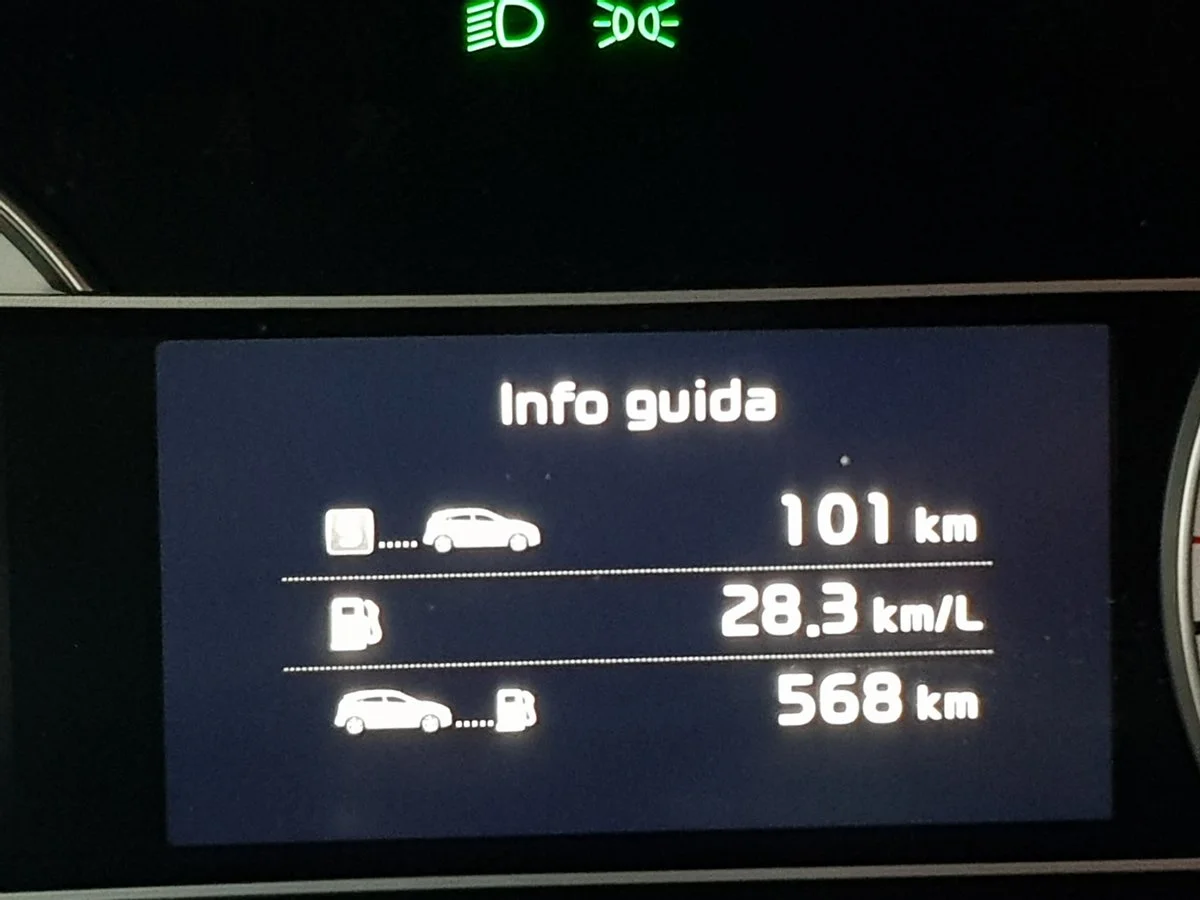 Info guida
101 km
28.3 km/L
568 km